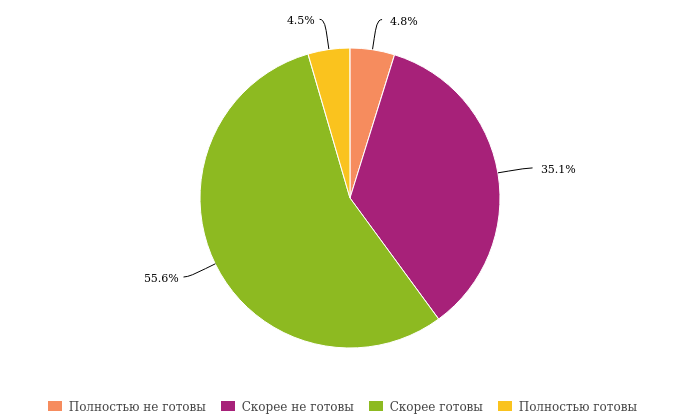 4.5%
4.8%
35.1%
55.6%
Полностью не готовы
Скорее не готовы
Скорее готовы
Полностью готовы